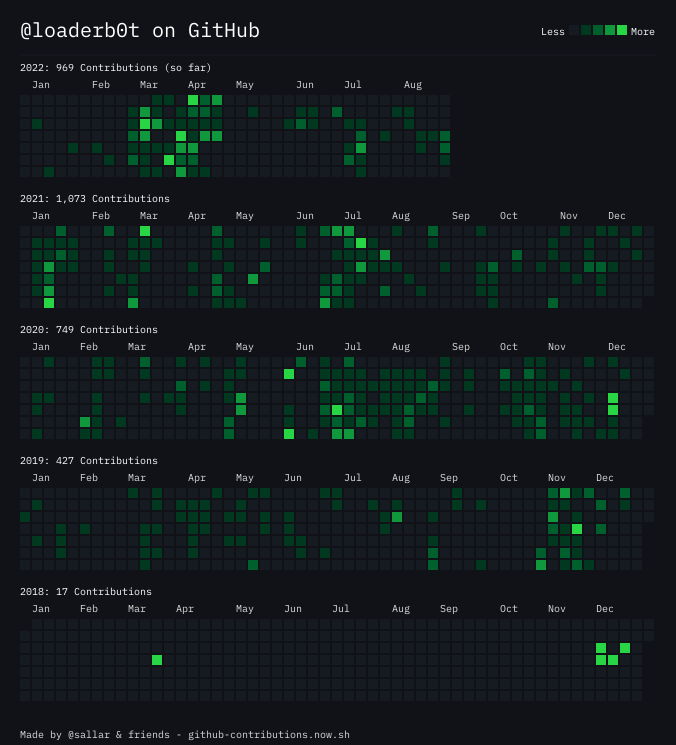 @loaderb0t on GitHub
Less More
2022: 969 Contributions (so far)
Jan Feb Mar Apr May Jun Jul Aug
2021: 1,073 Contributions
Jan Feb Mar Apr May Jun Jul Aug Sep Oct Nov Dec
2020: 749 Contributions
Jan Feb Mar Apr May Jun Jul Aug Sep Oct Nov Dec
2019: 427 Contributions
Jan Feb Mar Apr May Jun Jul Aug Sep Oct Nov Dec
2018: 17 Contributions
Jan Feb Mar Apr May Jun Jul Aug Sep Oct Nov Dec
Made by @sallar & friends - github-contributions.now.sh